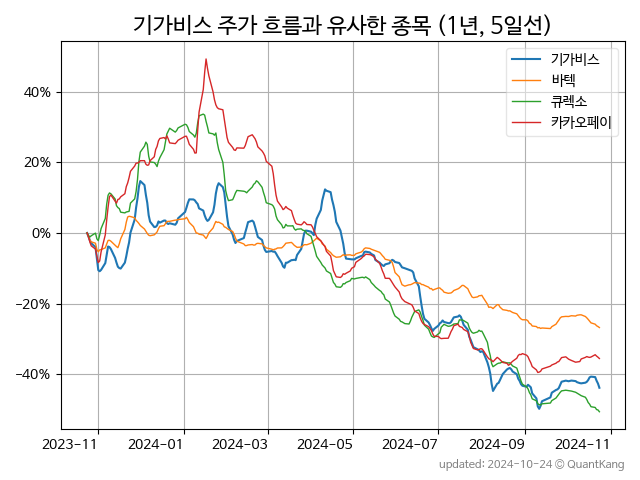 기가비스 주가 흐름과 유사한 종목 (1년, 5일선)
기가비스
바텍
큐렉소
카카오페이
40%
20%
0%
−20%
−40%
2023−11
2024−01
2024−03
2024−05
2024−07
2024−09
2024−11
updated: 2024-10-24 © QuantKang